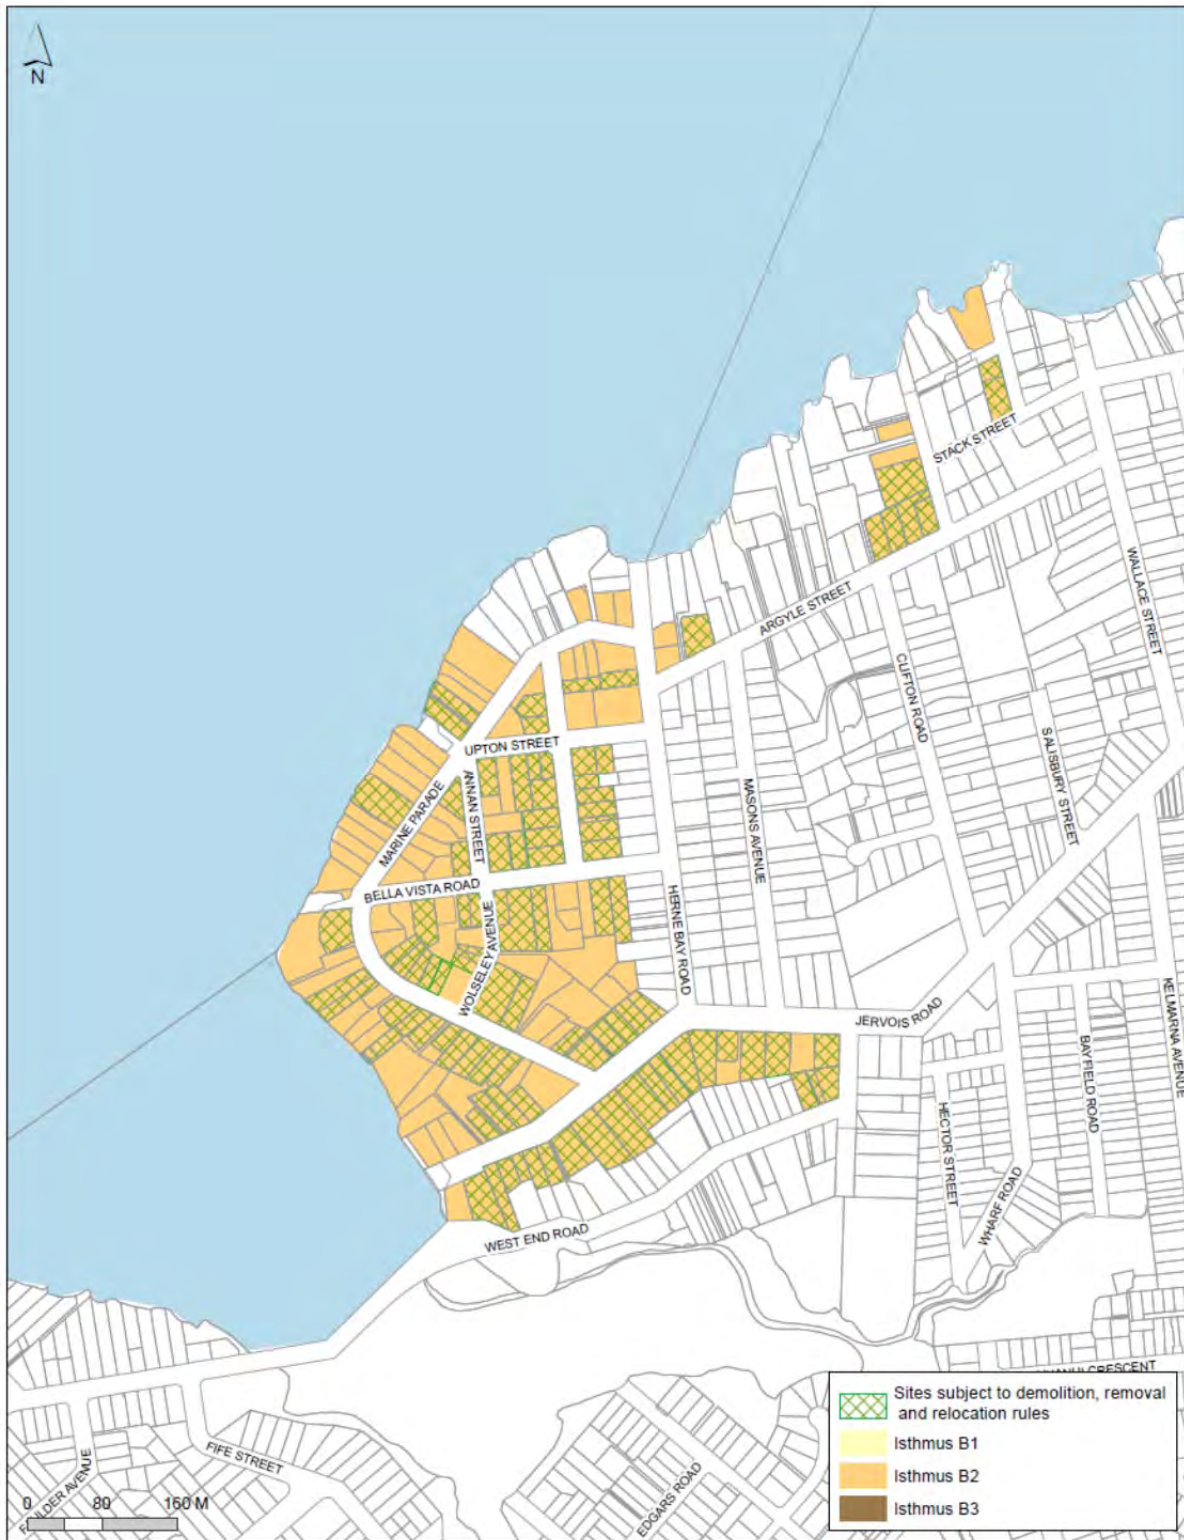 N
STACK STREET
WALLACE STREET
ARGYLE STREET
CLIFTON ROAD
SALISBURY STREET
UPTON STREET
ANNAN STREET
MARINE PARADE
MASONS AVENUE
BELLA VISTA ROAD
HERNE BAY ROAD
WOLSELEY AVENUE
JERVOIS ROAD
KELMARNA AVENUE
BAYFIELD ROAD
HECTOR STREET
WHARF ROAD
WEST END ROAD
CRESCENT
FIFE STREET
AVENUE
EDGARS ROAD
0 80 160 M
Sites subject to demolition, removal
and relocation rules
Isthmus B1
Isthmus B2
Isthmus B3